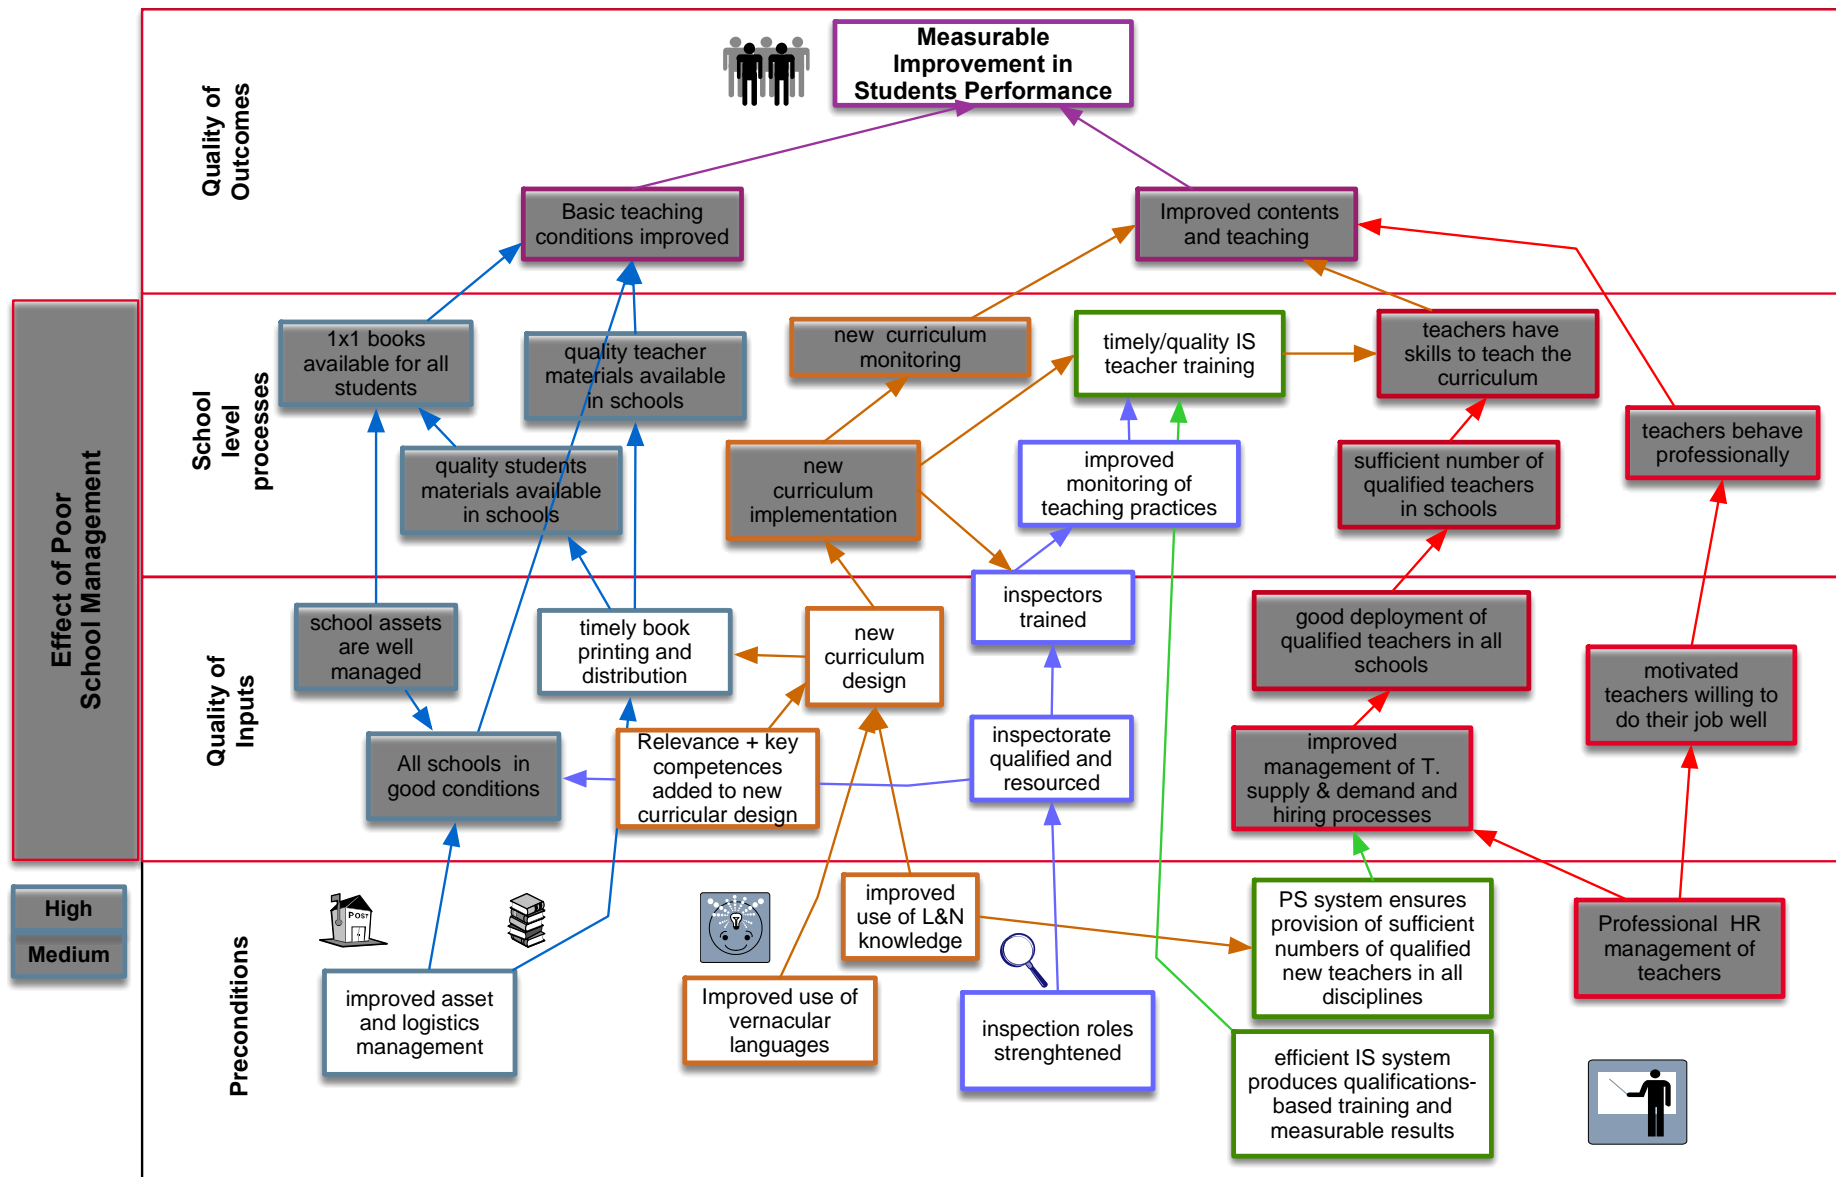 Measurable
Improvement in
Students Performance
Quality of
Outcomes
Basic teaching
conditions improved
Improved contents
and teaching
Effect of Poor
School Management
School
level
processes
1x1 books
available for all
students
quality teacher
materials available
in schools
new curriculum
monitoring
timely/quality IS
teacher training
teachers have
skills to teach the
curriculum
quality students
materials available
in schools
new
curriculum
implementation
improved
monitoring of
teaching practices
sufficient number of
qualified teachers
in schools
teachers behave
professionally
Quality of
Inputs
school assets
are well
managed
timely book
printing and
distribution
new
curriculum
design
inspectors
trained
good deployment of
qualified teachers in all
schools
motivated
teachers willing to
do their job well
All schools in
good conditions
Relevance + key
competences
added to new
curricular design
inspectorate
qualified and
resourced
improved
management of T.
supply & demand and
hiring processes
High
Medium
Preconditions
POST
improved asset
and logistics
management
Improved use of
vernacular
languages
improved
use of L&N
knowledge
inspection roles
strenghtened
PS system ensures
provision of sufficient
numbers of qualified
new teachers in all
disciplines
Professional HR
management of
teachers
efficient IS system
produces qualifications-
based training and
measurable results